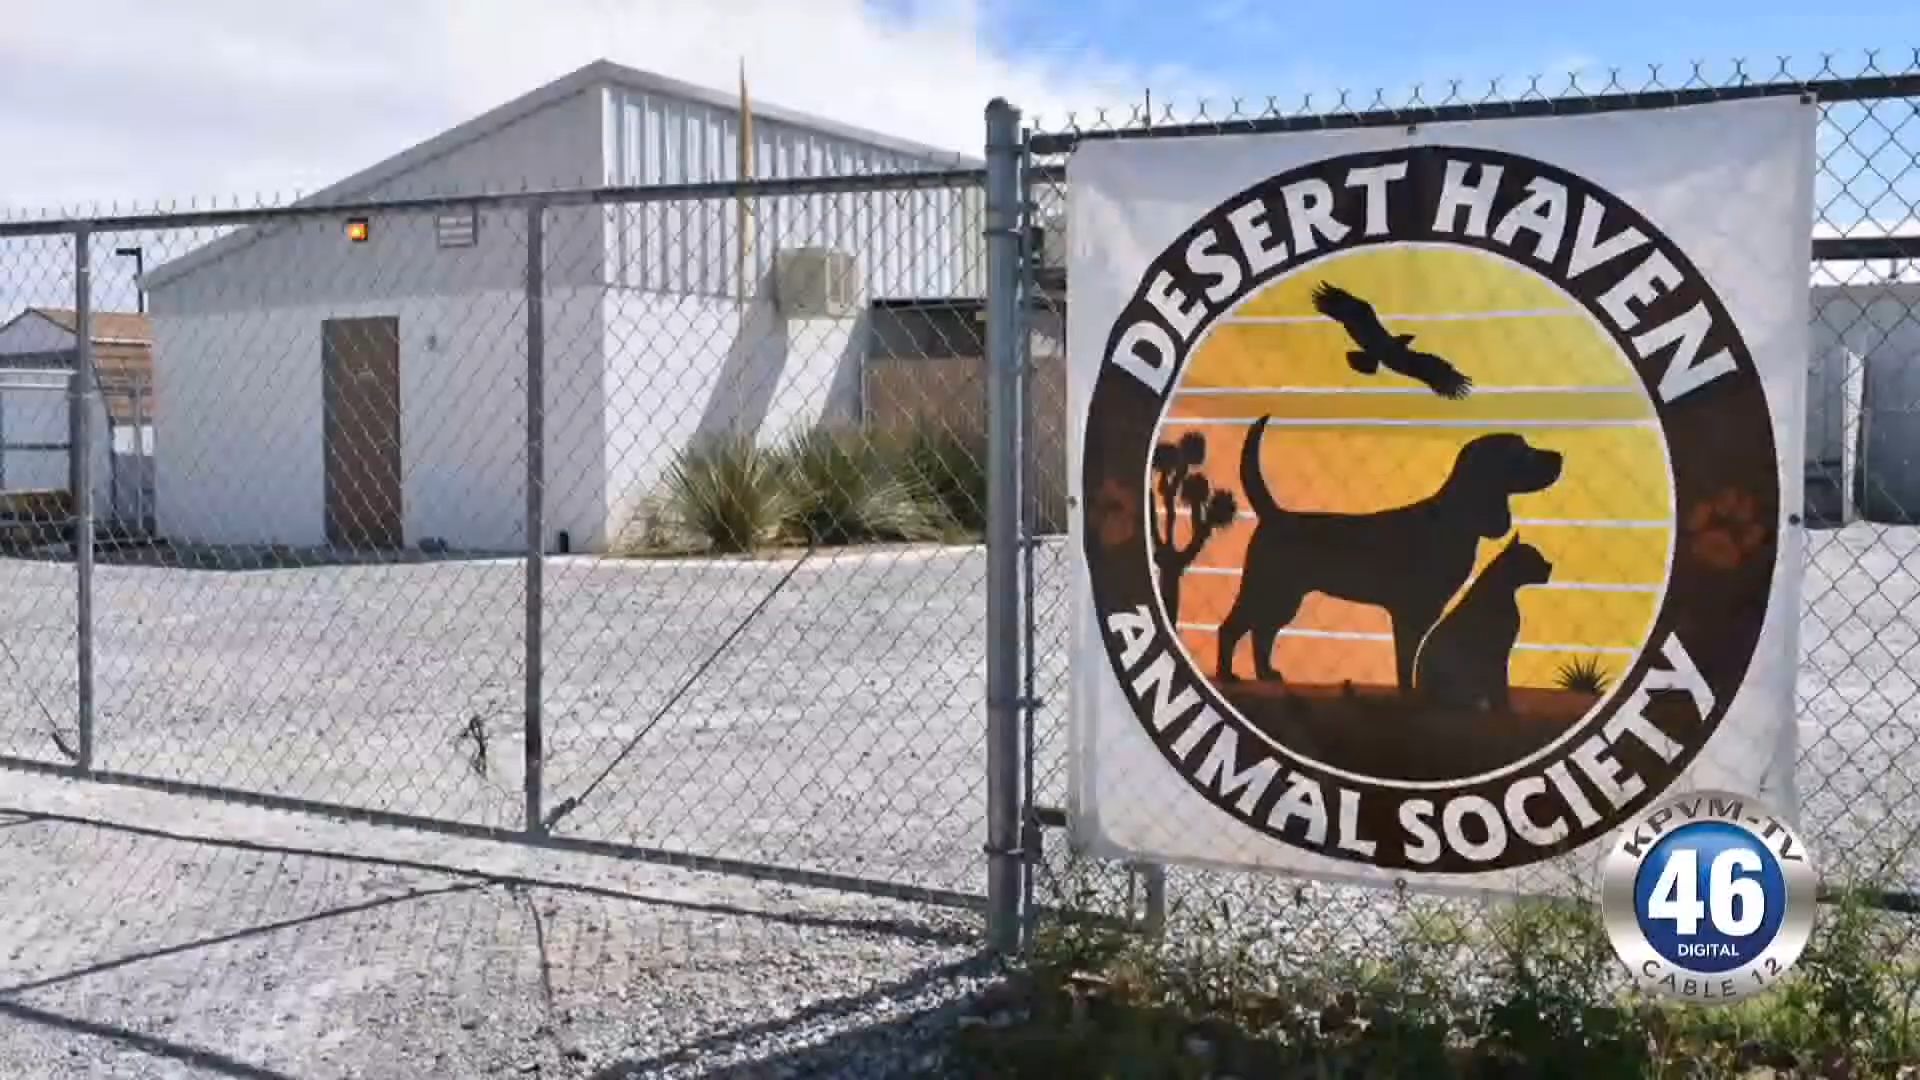 DESERT HAVEN
ANIMAL SOCIETY
KPVM-TV
46
DIGITAL
CABLE 12